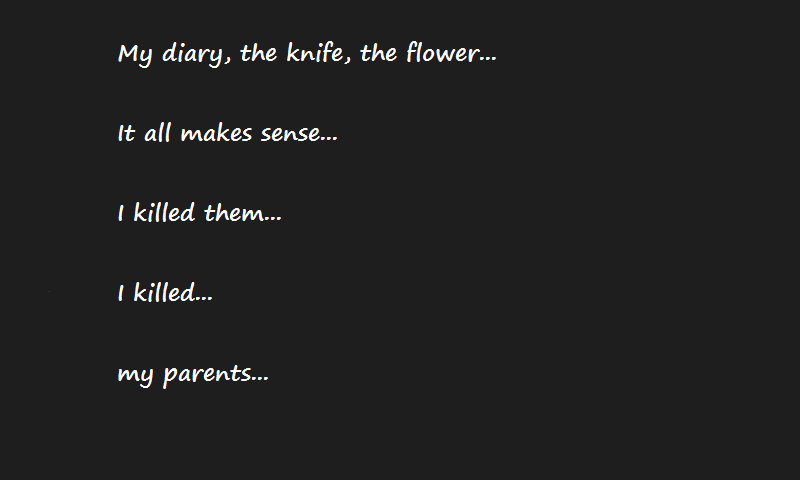 My diary, the knife, the flower...
It all makes sense...
I killed them...
I killed...
my parents...